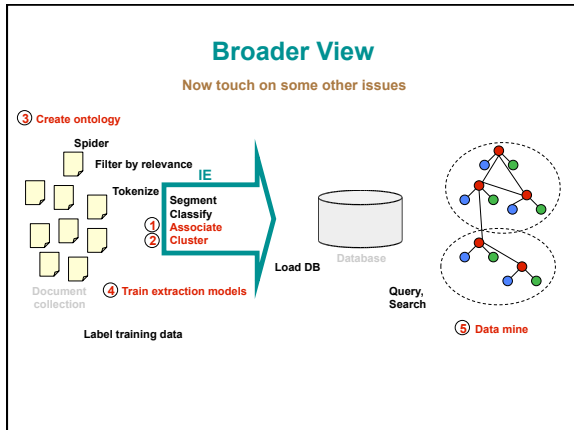 Broader View
Now touch on some other issues
3 Create ontology
Spider
Filter by relevance
IE
Tokenize
Segment
Classify
1 Associate
2 Cluster
Load DB
Database
Document
collection
4 Train extraction models
Label training data
Query,
Search
5 Data mine